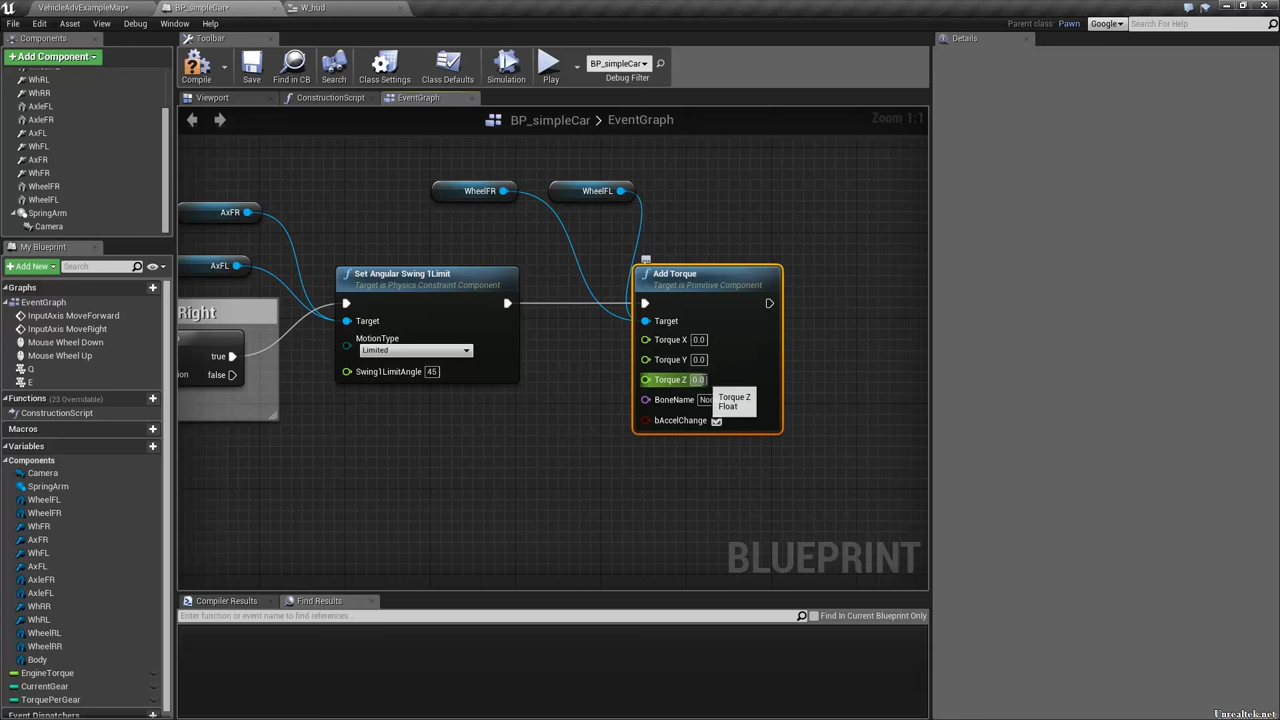 VehicleAdvExampleMap*
BP_simpleCar*
W_hud
File Edit Asset View Debug Window Help
Parent class: Pawn
Google
Search For Help
Components
Toolbar
Details
+Add Component
WhRL
WhRR
AxleFL
AxleFR
AxFL
WhFL
AxFR
WhFR
WheelFR
WheelFL
SpringArm
Camera
Compile
Save
Find in CB
Search
Class Settings
Class Defaults
Simulation
Play
BP_simpleCar
Debug Filter
Viewport
ConstructionScript
EventGraph
BP_simpleCar > EventGraph
Zoom 1:1
My Blueprint
+Add New
Search
Graphs
EventGraph
InputAxis MoveForward
InputAxis MoveRight
Mouse Wheel Down
Mouse Wheel Up
Q
E
Functions (23 Overridable)
ConstructionScript
Macros
Variables
Components
Camera
SpringArm
WheelFL
WheelFR
WhFR
AxFR
WhFL
AxFL
AxleFR
AxleFL
WhRR
WhRL
WheelRL
WheelRR
Body
EngineTorque
CurrentGear
TorquePerGear
Event Dispatchers
WheelFR
WheelFL
AxFR
AxFL
Right
true
false
Set Angular Swing 1Limit
Target is Physics Constraint Component
Target
MotionType
Limited
Swing1LimitAngle 45
Add Torque
Target is Primitive Component
Target
Torque X 0.0
Torque Y 0.0
Torque Z 0.0
BoneName
bAccelChange
Torque Z
Float
BLUEPRINT
Compiler Results
Find Results
Enter function or event name to find references...
Find In Current Blueprint Only
Unrealtek.net